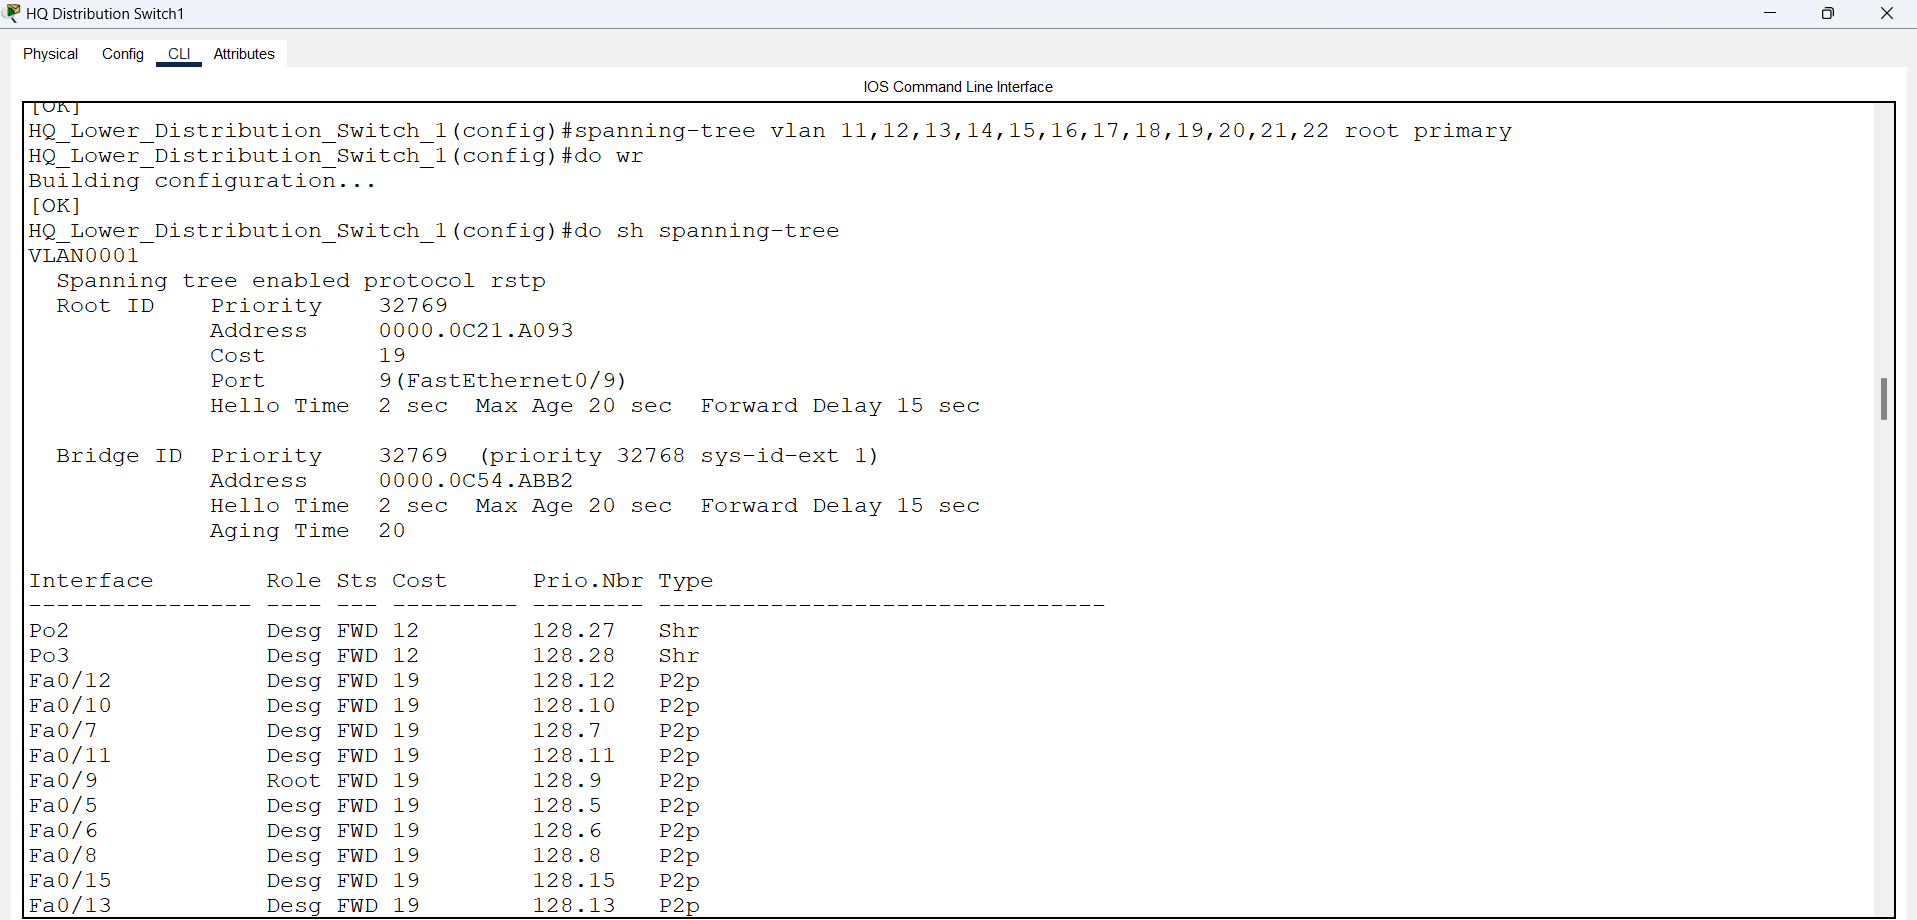 HQ Distribution Switch1
Physical Config CLI Attributes
IOS Command Line Interface
[OK]
HQ_Lower_Distribution_Switch_1(config)#spanning-tree vlan 11,12,13,14,15,16,17,18,19,20,21,22 root primary
HQ_Lower_Distribution_Switch_1(config)#do wr
Building configuration...
[OK]
HQ_Lower_Distribution_Switch_1(config)#do sh spanning-tree
VLAN0001
  Spanning tree enabled protocol rstp
  Root ID    Priority    32769
             Address     0000.0C21.A093
             Cost        19
             Port        9(FastEthernet0/9)
             Hello Time  2 sec  Max Age 20 sec  Forward Delay 15 sec
  Bridge ID  Priority    32769  (priority 32768 sys-id-ext 1)
             Address     0000.0C54.ABB2
             Hello Time  2 sec  Max Age 20 sec  Forward Delay 15 sec
             Aging Time  20
Interface        Role Sts Cost      Prio.Nbr Type
---------------- ---- --- --------- -------- --------------------------------
Po2              Desg FWD 12        128.27   Shr
Po3              Desg FWD 12        128.28   Shr
Fa0/12           Desg FWD 19        128.12   P2p
Fa0/10           Desg FWD 19        128.10   P2p
Fa0/7            Desg FWD 19        128.7    P2p
Fa0/11           Desg FWD 19        128.11   P2p
Fa0/9            Root FWD 19        128.9    P2p
Fa0/5            Desg FWD 19        128.5    P2p
Fa0/6            Desg FWD 19        128.6    P2p
Fa0/8            Desg FWD 19        128.8    P2p
Fa0/15           Desg FWD 19        128.15   P2p
Fa0/13           Desg FWD 19        128.13   P2p